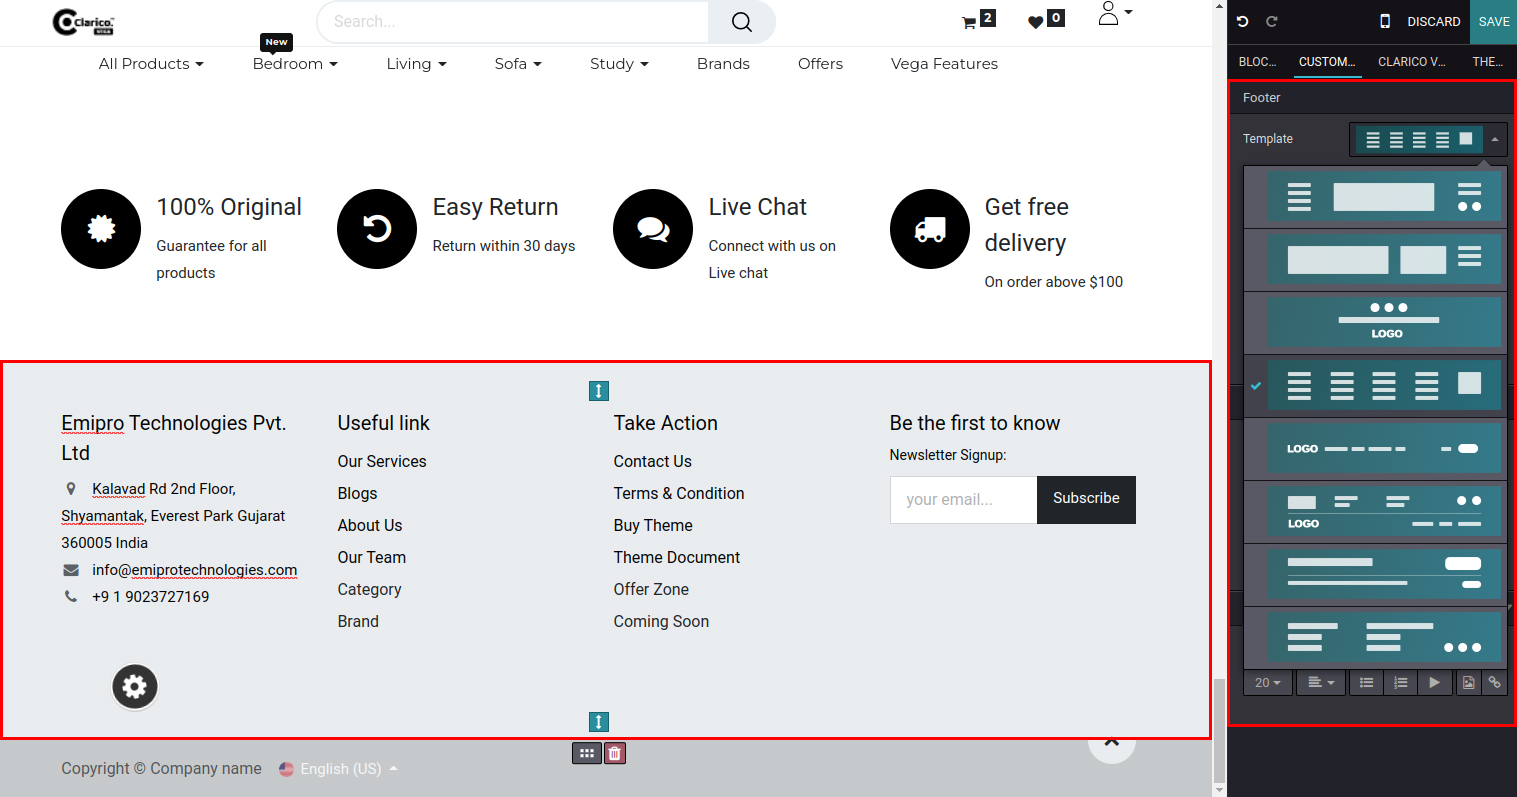 Clarico
VEGA
Search...
2
0
DISCARD
SAVE
New
All Products
Bedroom
Living
Sofa
Study
Brands
Offers
Vega Features
BLOC...
CUSTOM...
CLARICO V...
THE...
Footer
Template
100% Original
Guarantee for all
products
Easy Return
Return within 30 days
Live Chat
Connect with us on
Live chat
Get free
delivery
On order above $100
LOGO
LOGO
LOGO
20
Emipro Technologies Pvt.
Ltd
Kalavad Rd 2nd Floor,
Shyamantak, Everest Park Gujarat
360005 India
info@emiprotechnologies.com
+9 1 9023727169
Useful link
Our Services
Blogs
About Us
Our Team
Category
Brand
Take Action
Contact Us
Terms & Condition
Buy Theme
Theme Document
Offer Zone
Coming Soon
Be the first to know
Newsletter Signup:
your email...
Subscribe
Copyright © Company name
English (US)